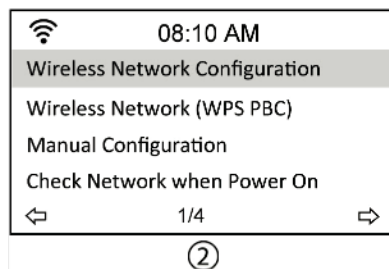 08:10 AM
Wireless Network Configuration
Wireless Network (WPS PBC)
Manual Configuration
Check Network when Power On
⇦ 1/4 ⇨
②